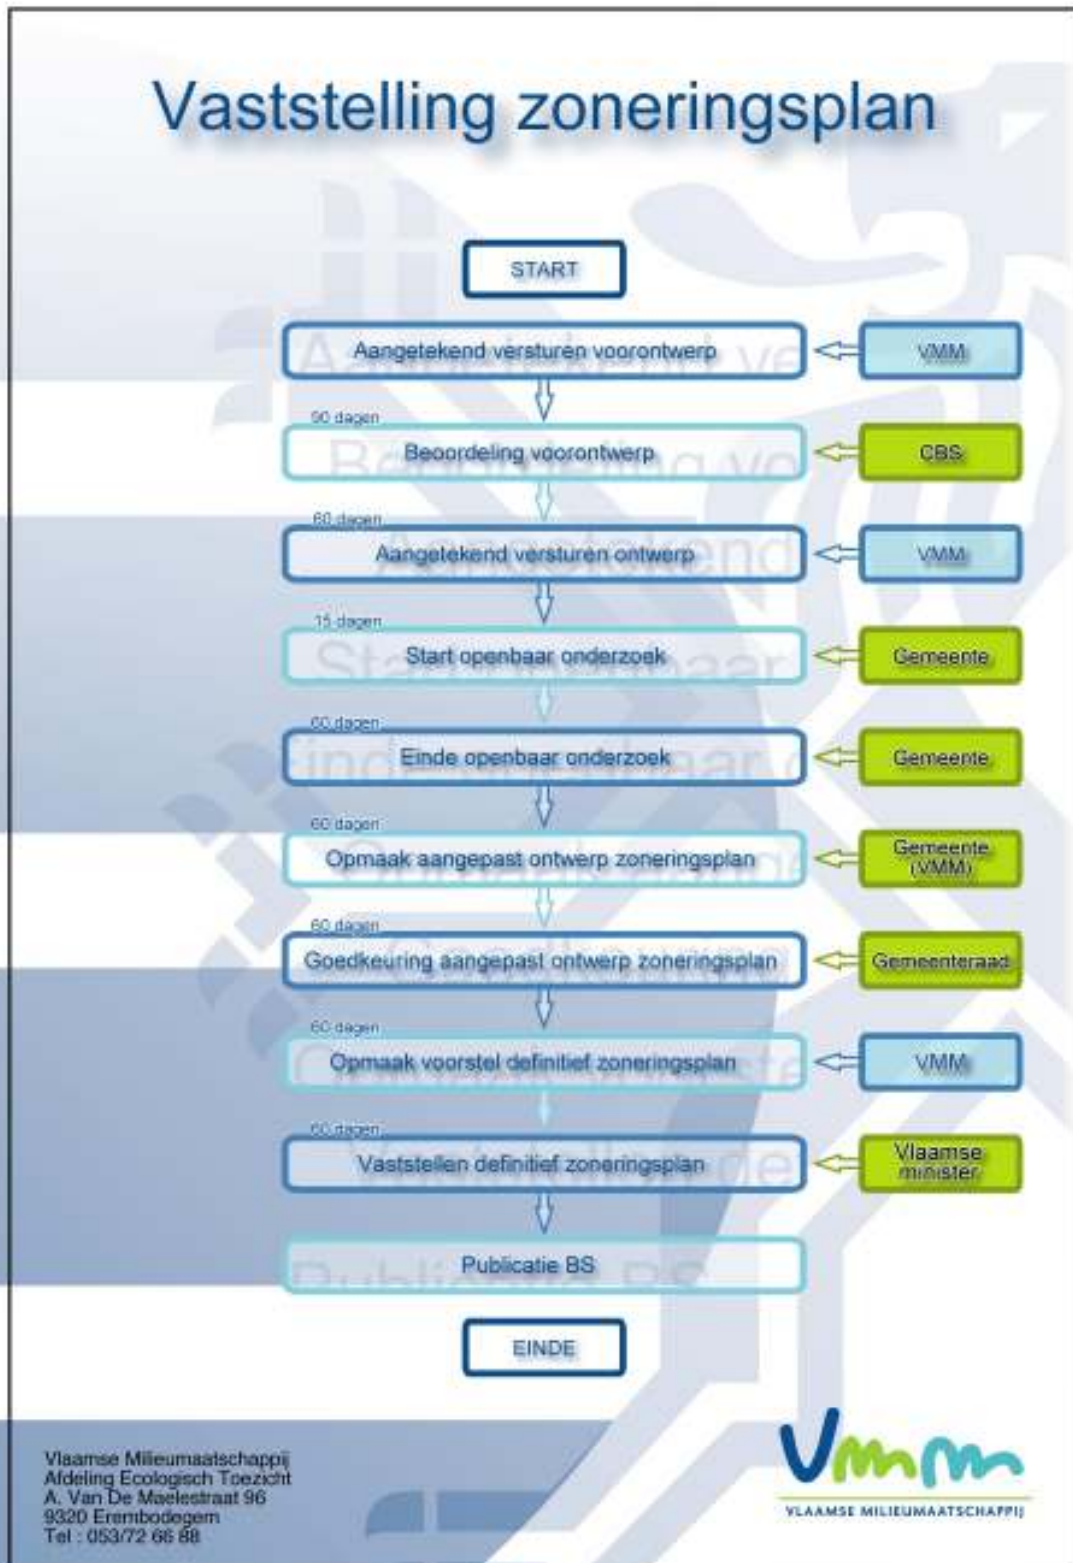 Vaststelling zoneringsplan
START
Aangetekend versturen voorontwerp
VMM
90 dagen
Beoordeling voorontwerp
CBS
60 dagen
Aangetekend versturen ontwerp
VMM
15 dagen
Start openbaar onderzoek
Gemeente
60 dagen
Einde openbaar onderzoek
Gemeente
60 dagen
Opmaak aangepast ontwerp zoneringsplan
Gemeente
(VMM)
60 dagen
Goedkeuring aangepast ontwerp zoneringsplan
Gemeenteraad
60 dagen
Opmaak voorstel definitief zoneringsplan
VMM
60 dagen
Vaststellen definitief zoneringsplan
Vlaamse
minister
Publicatie BS
EINDE
Vlaamse Milieumaatschappij
Afdeling Ecologisch Toezicht
A. Van De Maelestraat 96
9320 Erembodegem
Tel : 053/72 66 88
Vmm
VLAAMSE MILIEUMAATSCHAPPIJ